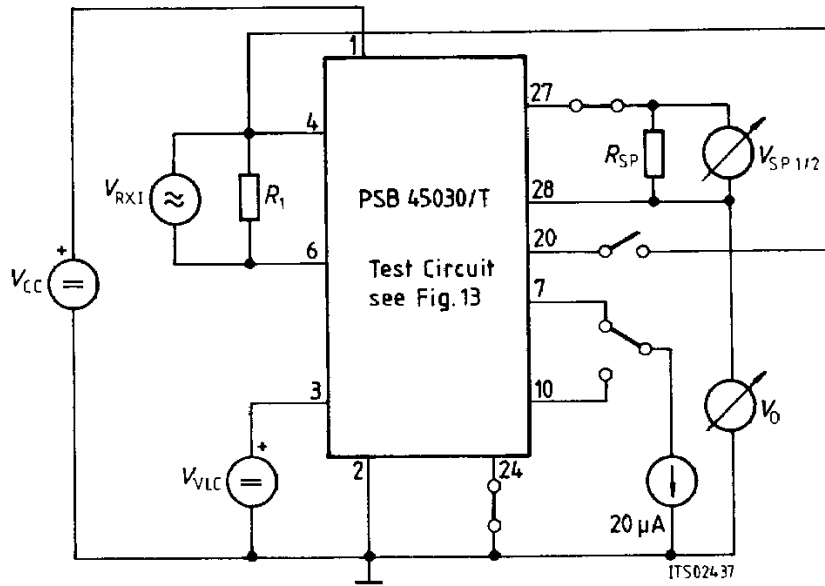 1
27
4
V_RXI
R_1
R_SP
V_SP 1/2
PSB 45030/T
28
20
6
+
V_CC
Test Circuit
see Fig. 13
7
3
10
+
V_VLC
V_0
2
24
20 µA
ITS02437